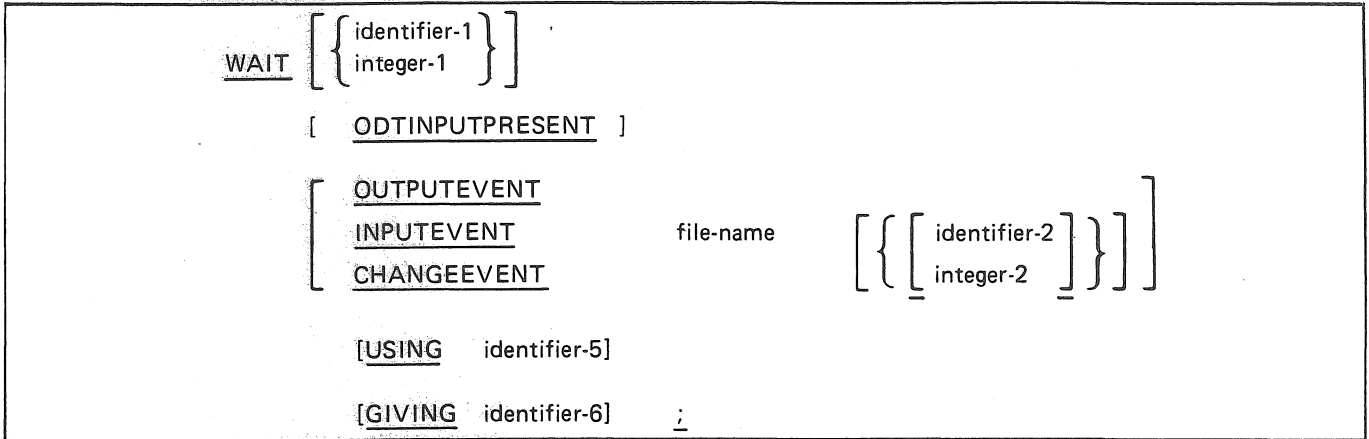 WAIT [ { identifier-1
integer-1 } ]
[ ODTINPUTPRESENT ]
[ OUTPUTEVENT
INPUTEVENT file-name [ { [ identifier-2
CHANGEEVENT integer-2 ] } ] ]
[USING identifier-5]
[GIVING identifier-6] ;